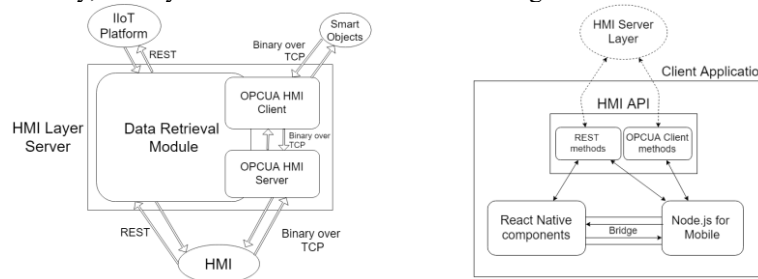 IIoT
Platform
Smart
Objects
REST
Binary over
TCP
OPCUA HMI
Client
HMI Layer
Server
Data Retrieval
Module
Binary over
TCP
OPCUA HMI
Server
REST
Binary over
TCP
HMI
HMI Server
Layer
Client Applicatio
HMI API
REST
methods
OPCUA Client
methods
React Native
components
Bridge
Node.js for
Mobile